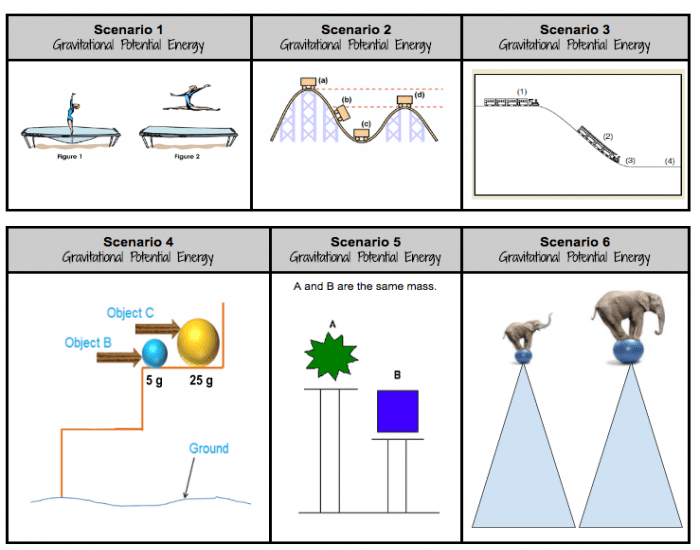 Scenario 1
Gravitational Potential Energy
Scenario 2
Gravitational Potential Energy
Scenario 3
Gravitational Potential Energy
Figure 1
Figure 2
(a)
(b)
(c)
(d)
(1)
(2)
(3)
(4)
Scenario 4
Gravitational Potential Energy
Scenario 5
Gravitational Potential Energy
Scenario 6
Gravitational Potential Energy
Object C
Object B
5 g
25 g
Ground
A and B are the same mass.
A
B